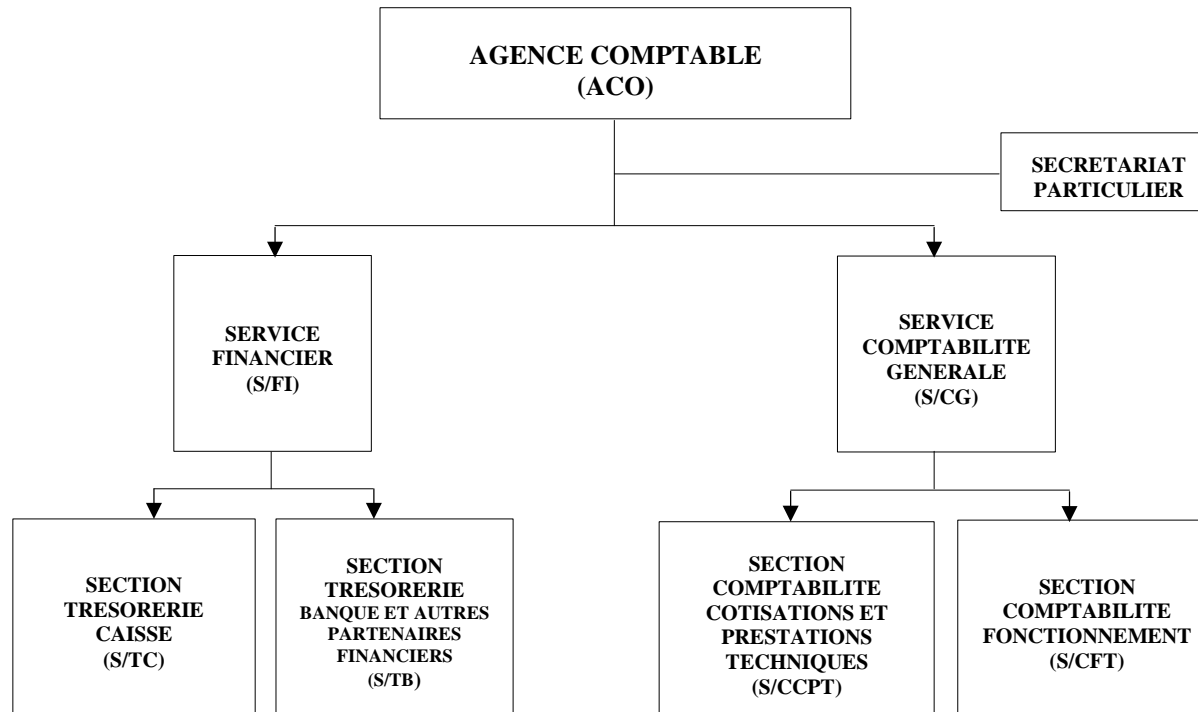 AGENCE COMPTABLE
(ACO)
SECRETARIAT
PARTICULIER
SERVICE
FINANCIER
(S/FI)
SERVICE
COMPTABILITE
GENERALE
(S/CG)
SECTION
TRESORERIE
CAISSE
(S/TC)
SECTION
TRESORERIE
BANQUE ET AUTRES
PARTENAIRES
FINANCIERS
(S/TB)
SECTION
COMPTABILITE
COTISATIONS ET
PRESTATIONS
TECHNIQUES
(S/CCPT)
SECTION
COMPTABILITE
FONCTIONNEMENT
(S/CFT)